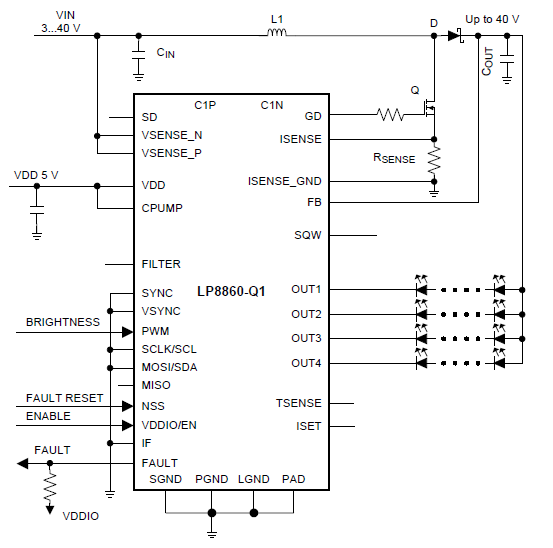 VIN
3...40 V
L1
D
Up to 40 V
CIN
COUT
Q
C1P
C1N
SD
GD
VSENSE_N
ISENSE
VSENSE_P
RSENSE
VDD 5 V
VDD
ISENSE_GND
CPUMP
FB
SQW
FILTER
LP8860-Q1
SYNC
OUT1
VSYNC
OUT2
BRIGHTNESS
PWM
OUT3
SCLK/SCL
OUT4
MOSI/SDA
MISO
FAULT RESET
NSS
TSENSE
ENABLE
VDDIO/EN
ISET
IF
FAULT
FAULT
SGND
PGND
LGND
PAD
VDDIO